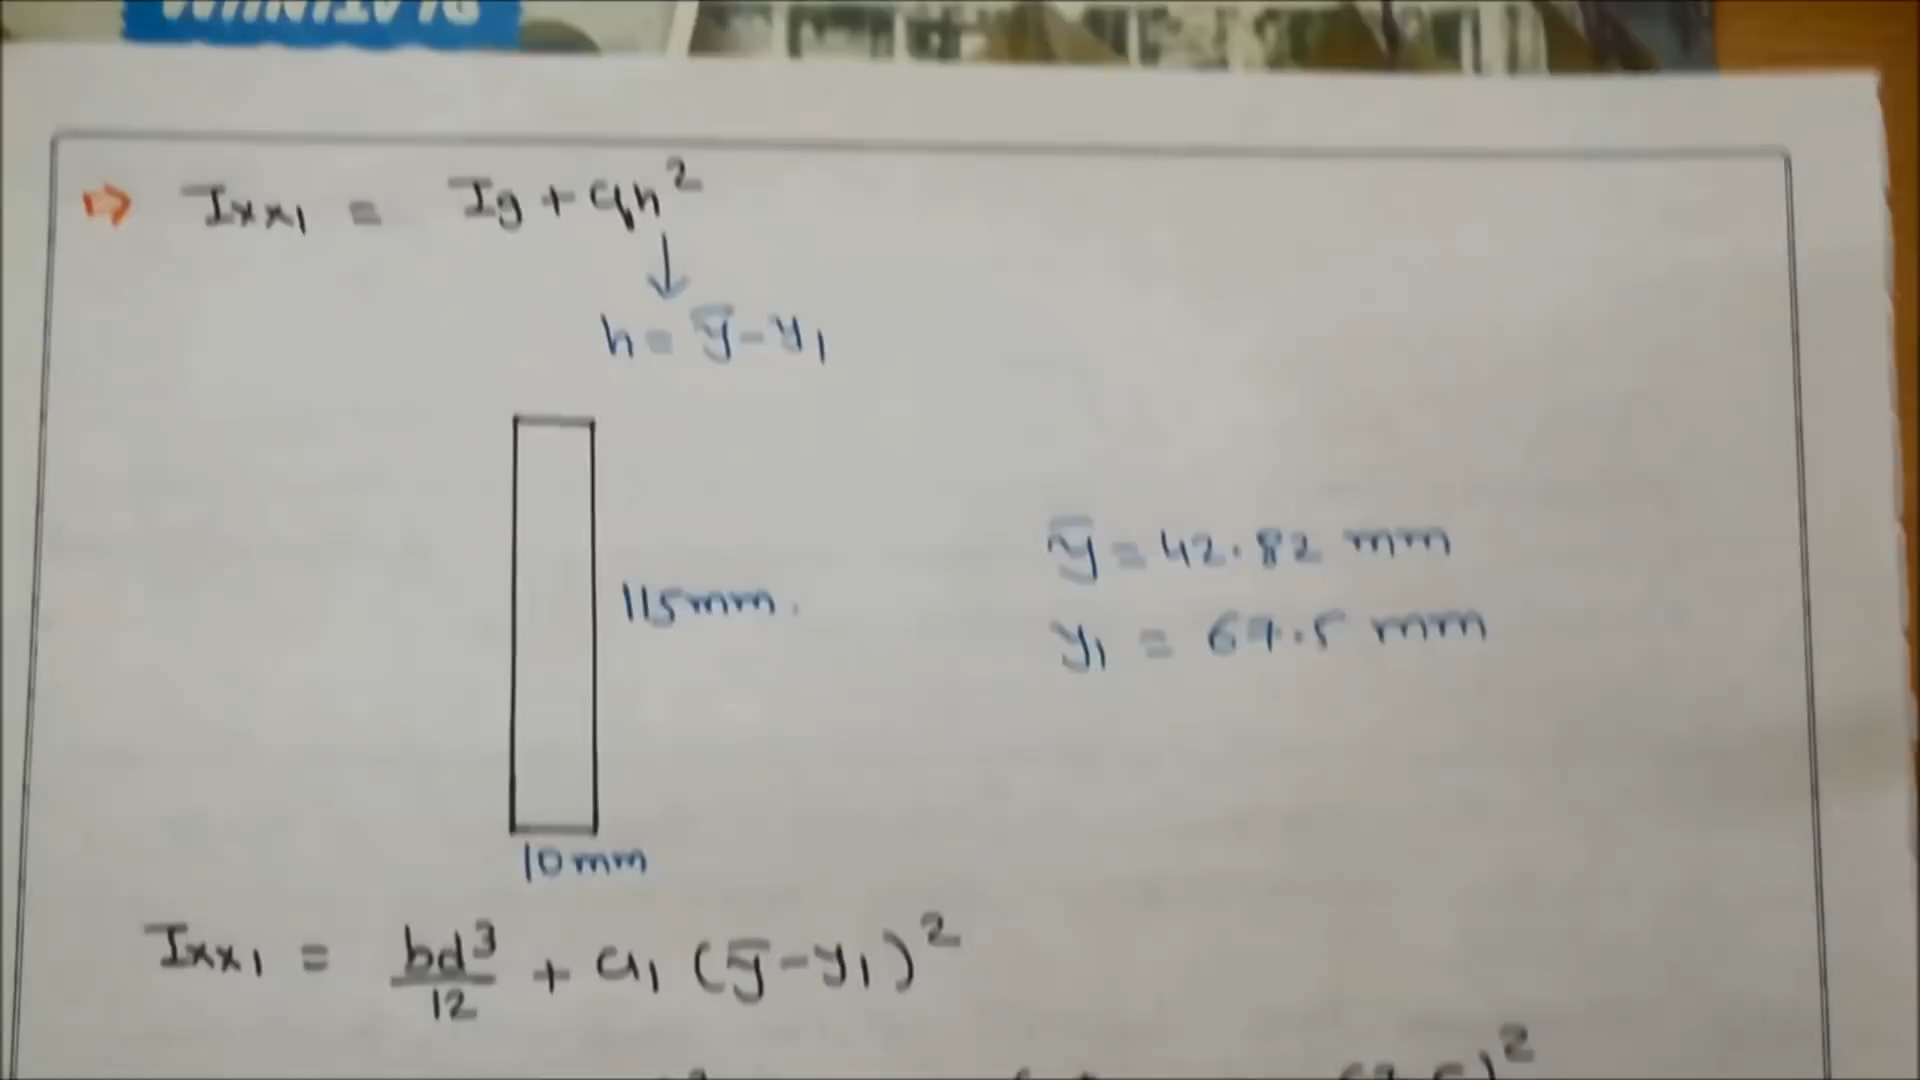 PLATINUM
⇨ Ixx1 = Ig + ah²
↓
h = ȳ - y1
ȳ = 42.82 mm
115mm.
y1 = 67.5 mm
10mm
Ixx1 = bd³/12 + a1 (ȳ - y1)²